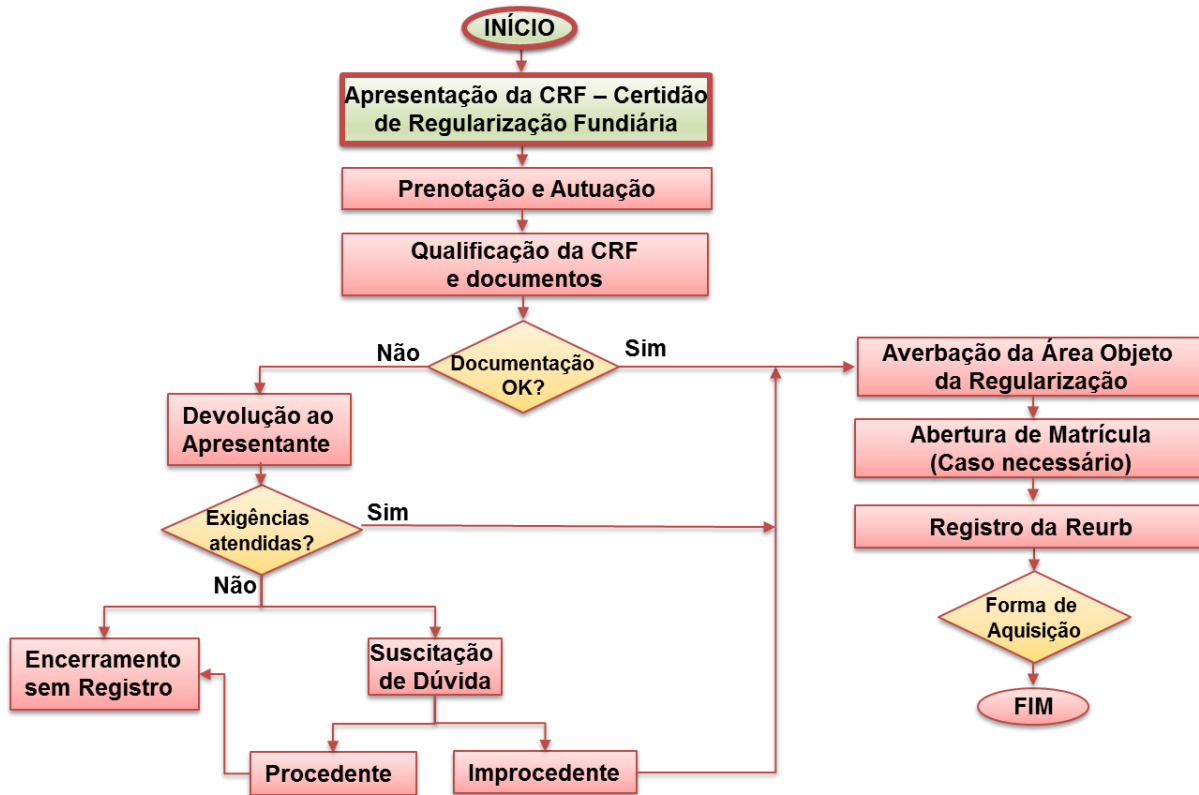 INÍCIO
Apresentação da CRF – Certidão
de Regularização Fundiária
Prenotação e Autuação
Qualificação da CRF
e documentos
Documentação
OK?
Não
Sim
Devolução ao
Apresentante
Exigências
atendidas?
Sim
Não
Encerramento
sem Registro
Suscitação
de Dúvida
Procedente
Improcedente
Averbação da Área Objeto
da Regularização
Abertura de Matrícula
(Caso necessário)
Registro da Reurb
Forma de
Aquisição
FIM